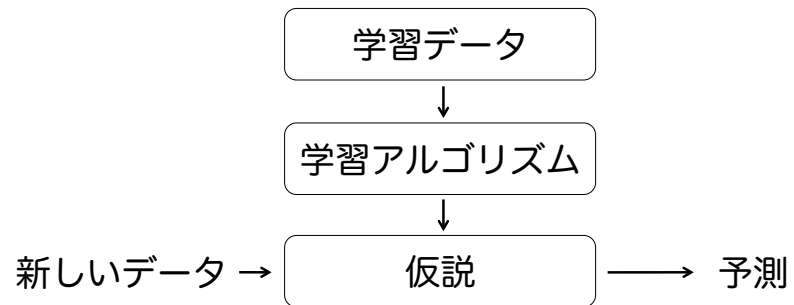 学習データ
学習アルゴリズム
新しいデータ → 仮説 → 予測